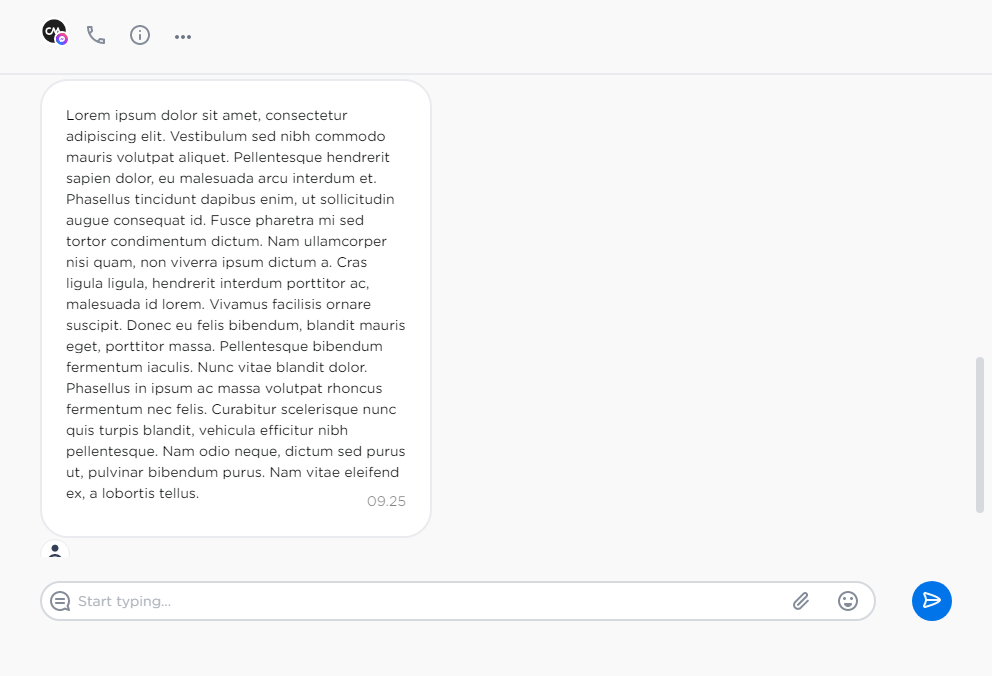 CM
Lorem ipsum dolor sit amet, consectetur
adipiscing elit. Vestibulum sed nibh commodo
mauris volutpat aliquet. Pellentesque hendrerit
sapien dolor, eu malesuada arcu interdum et.
Phasellus tincidunt dapibus enim, ut sollicitudin
augue consequat id. Fusce pharetra mi sed
tortor condimentum dictum. Nam ullamcorper
nisi quam, non viverra ipsum dictum a. Cras
ligula ligula, hendrerit interdum porttitor ac,
malesuada id lorem. Vivamus facilisis ornare
suscipit. Donec eu felis bibendum, blandit mauris
eget, porttitor massa. Pellentesque bibendum
fermentum iaculis. Nunc vitae blandit dolor.
Phasellus in ipsum ac massa volutpat rhoncus
fermentum nec felis. Curabitur scelerisque nunc
quis turpis blandit, vehicula efficitur nibh
pellentesque. Nam odio neque, dictum sed purus
ut, pulvinar bibendum purus. Nam vitae eleifend
ex, a lobortis tellus.
09.25
Start typing...